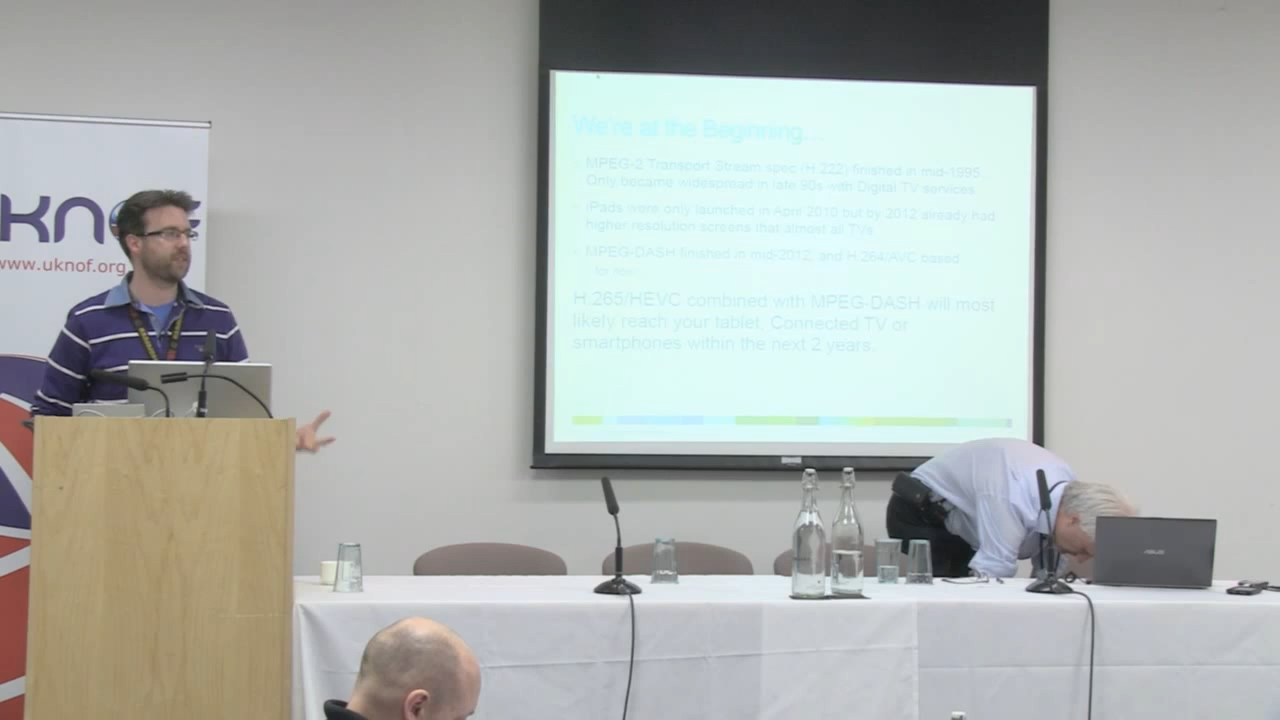 KNOF
www.uknof.org
We're at the Beginning...
MPEG-2 Transport Stream spec (H.222) finished in mid-1995.
Only became widespread in late 90s with Digital TV services
iPads were only launched in April 2010 but by 2012 already had
higher resolution screens that almost all TVs
MPEG-DASH finished in mid-2012, and H.264/AVC based
for now
H.265/HEVC combined with MPEG-DASH will most
likely reach your tablet, Connected TV or
smartphones within the next 2 years.
ASUS